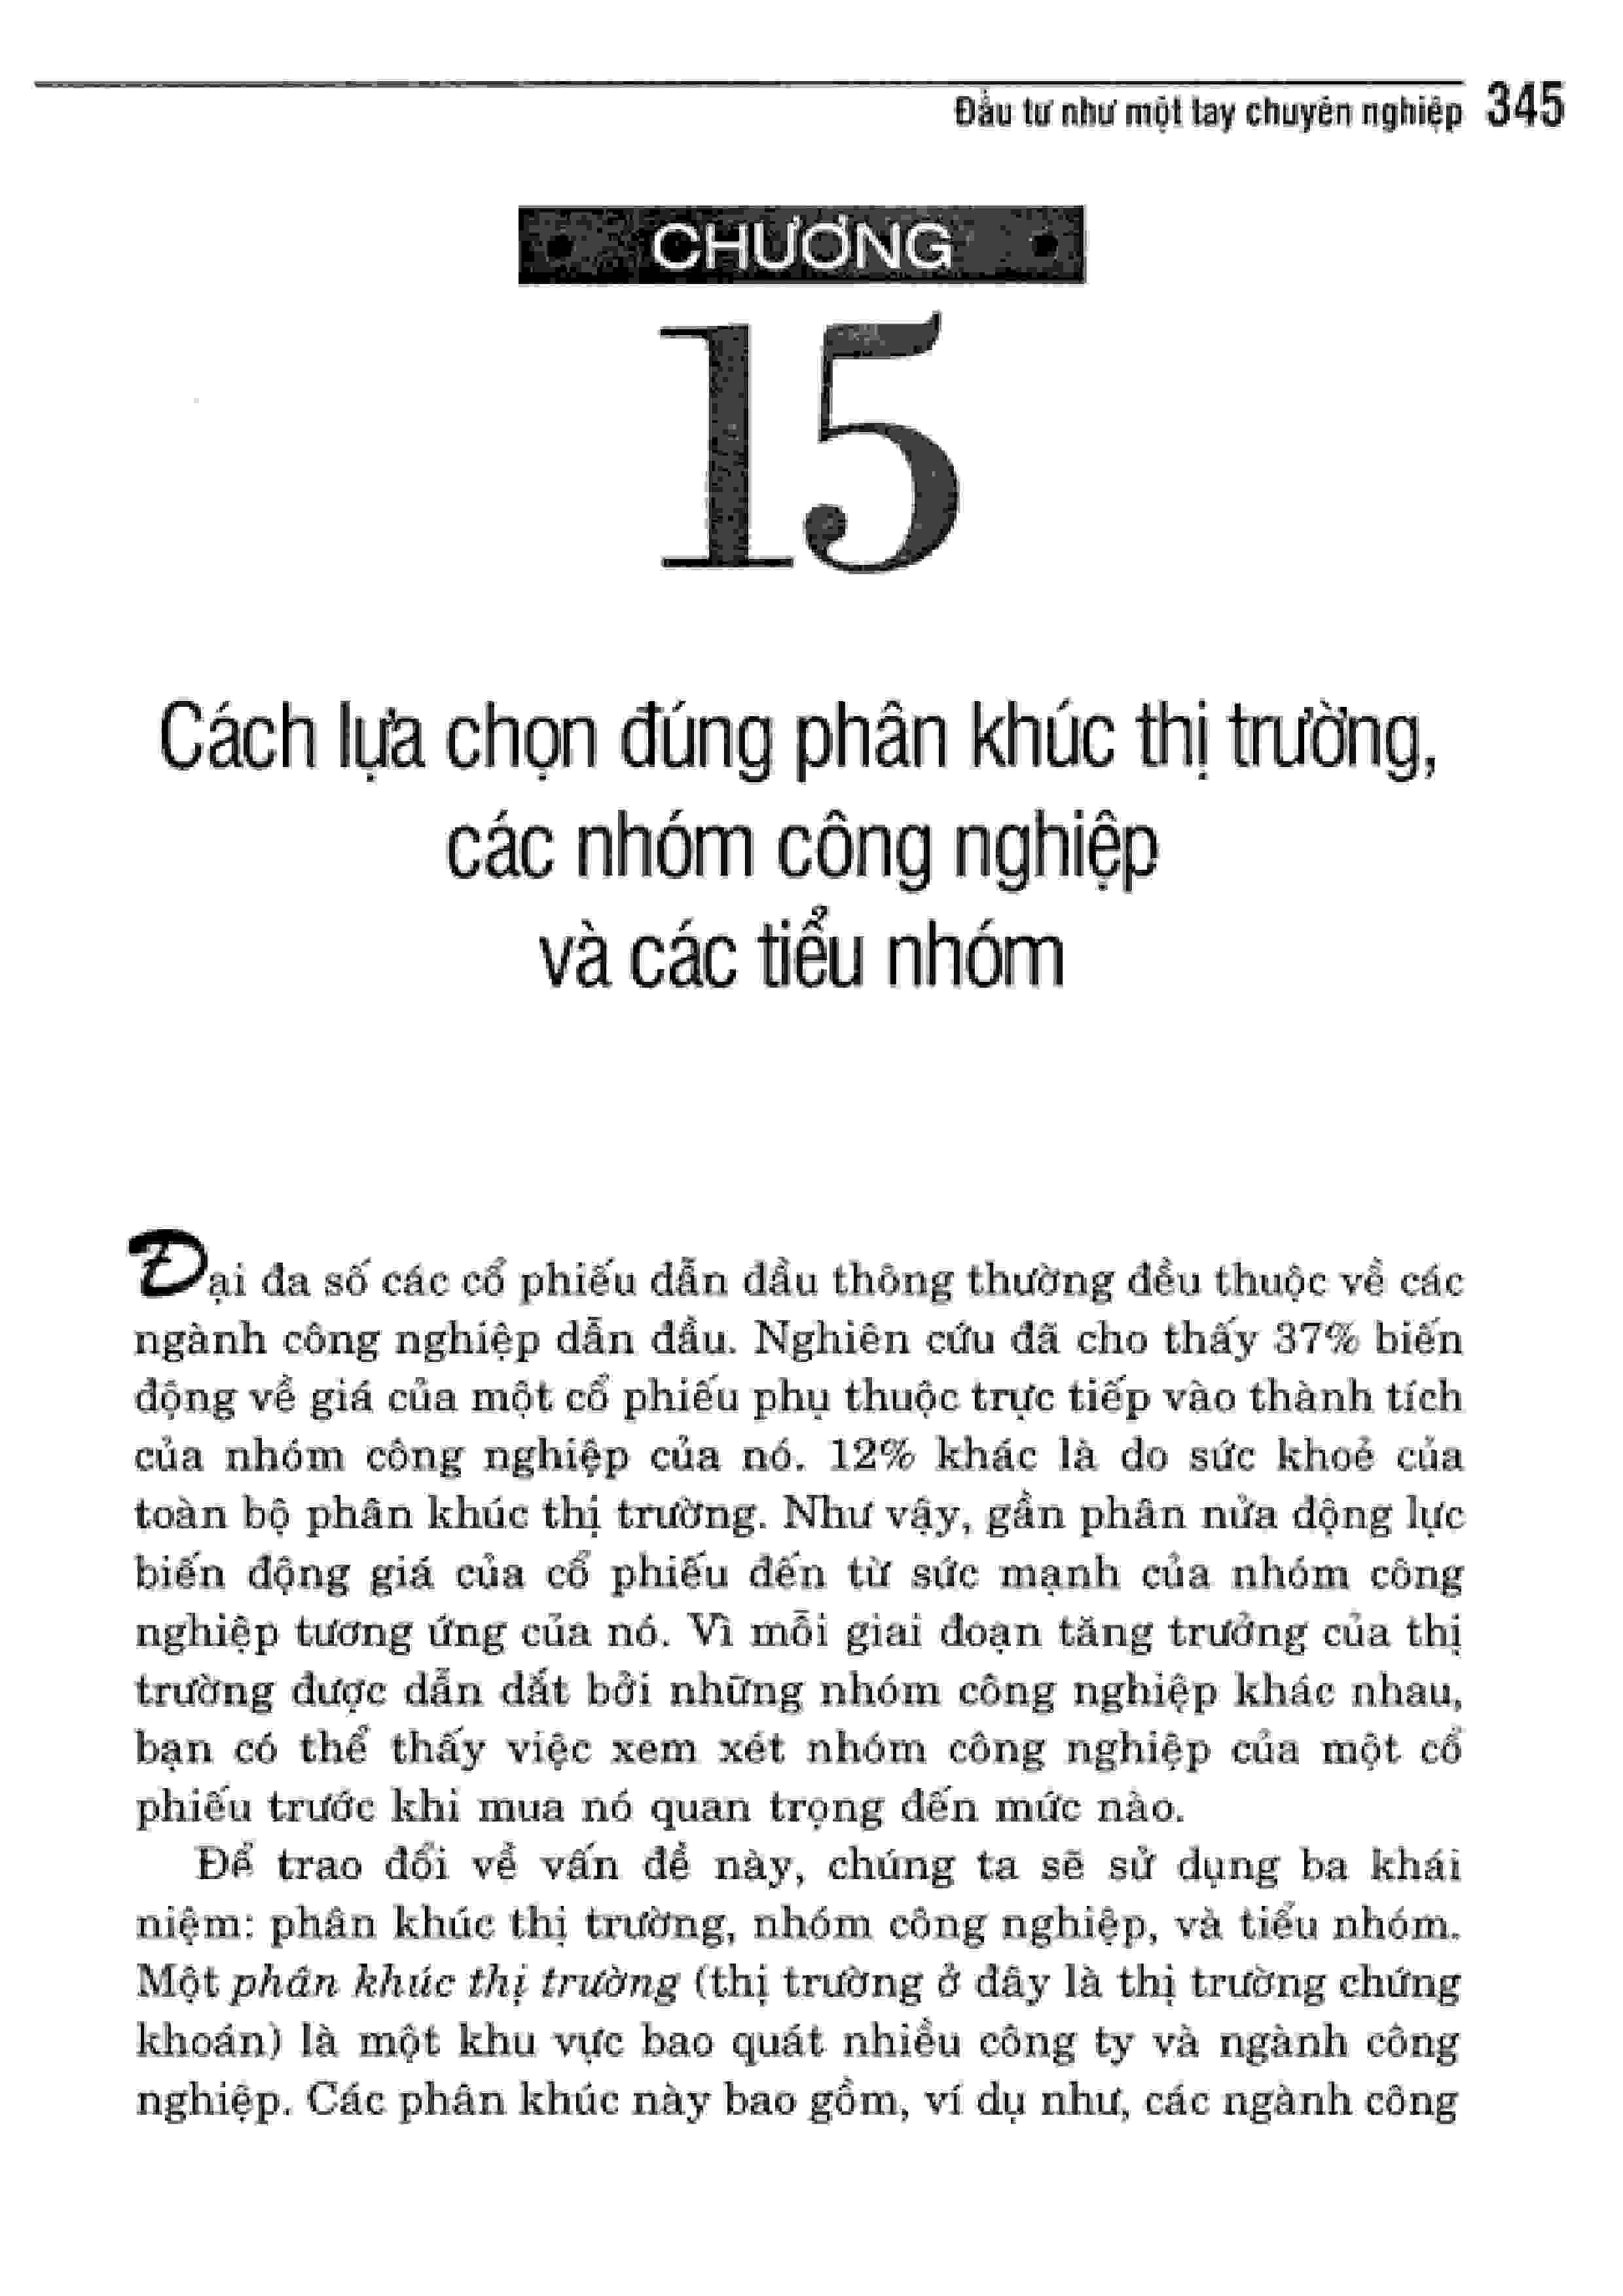 Đầu tư như một tay chuyên nghiệp 345
CHƯƠNG
15
Cách lựa chọn đúng phân khúc thị trường,
các nhóm công nghiệp
và các tiểu nhóm
Đại đa số các cổ phiếu dẫn đầu thông thường đều thuộc về các
ngành công nghiệp dẫn đầu. Nghiên cứu đã cho thấy 37% biến
động về giá của một cổ phiếu phụ thuộc trực tiếp vào thành tích
của nhóm công nghiệp của nó. 12% khác là do sức khoẻ của
toàn bộ phân khúc thị trường. Như vậy, gần phân nửa động lực
biến động giá của cổ phiếu đến từ sức mạnh của nhóm công
nghiệp tương ứng của nó. Vì mỗi giai đoạn tăng trưởng của thị
trường được dẫn dắt bởi những nhóm công nghiệp khác nhau,
bạn có thể thấy việc xem xét nhóm công nghiệp của một cổ
phiếu trước khi mua nó quan trọng đến mức nào.
Để trao đổi về vấn đề này, chúng ta sẽ sử dụng ba khái
niệm: phân khúc thị trường, nhóm công nghiệp, và tiểu nhóm.
Một phân khúc thị trường (thị trường ở đây là thị trường chứng
khoán) là một khu vực bao quát nhiều công ty và ngành công
nghiệp. Các phân khúc này bao gồm, ví dụ như, các ngành công